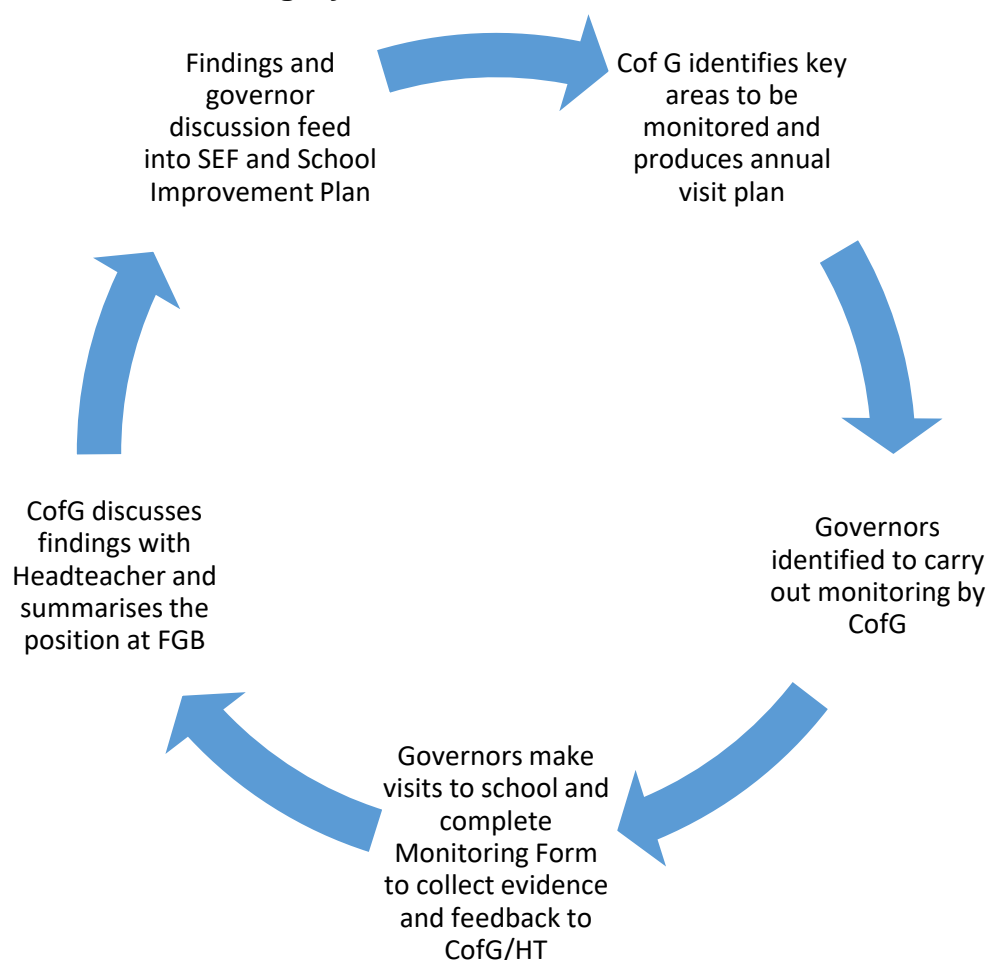 Cof G identifies key
areas to be
monitored and
produces annual
visit plan
Governors
identified to carry
out monitoring by
CofG
Governors make
visits to school and
complete
Monitoring Form
to collect evidence
and feedback to
CofG/HT
CofG discusses
findings with
Headteacher and
summarises the
position at FGB
Findings and
governor
discussion feed
into SEF and School
Improvement Plan